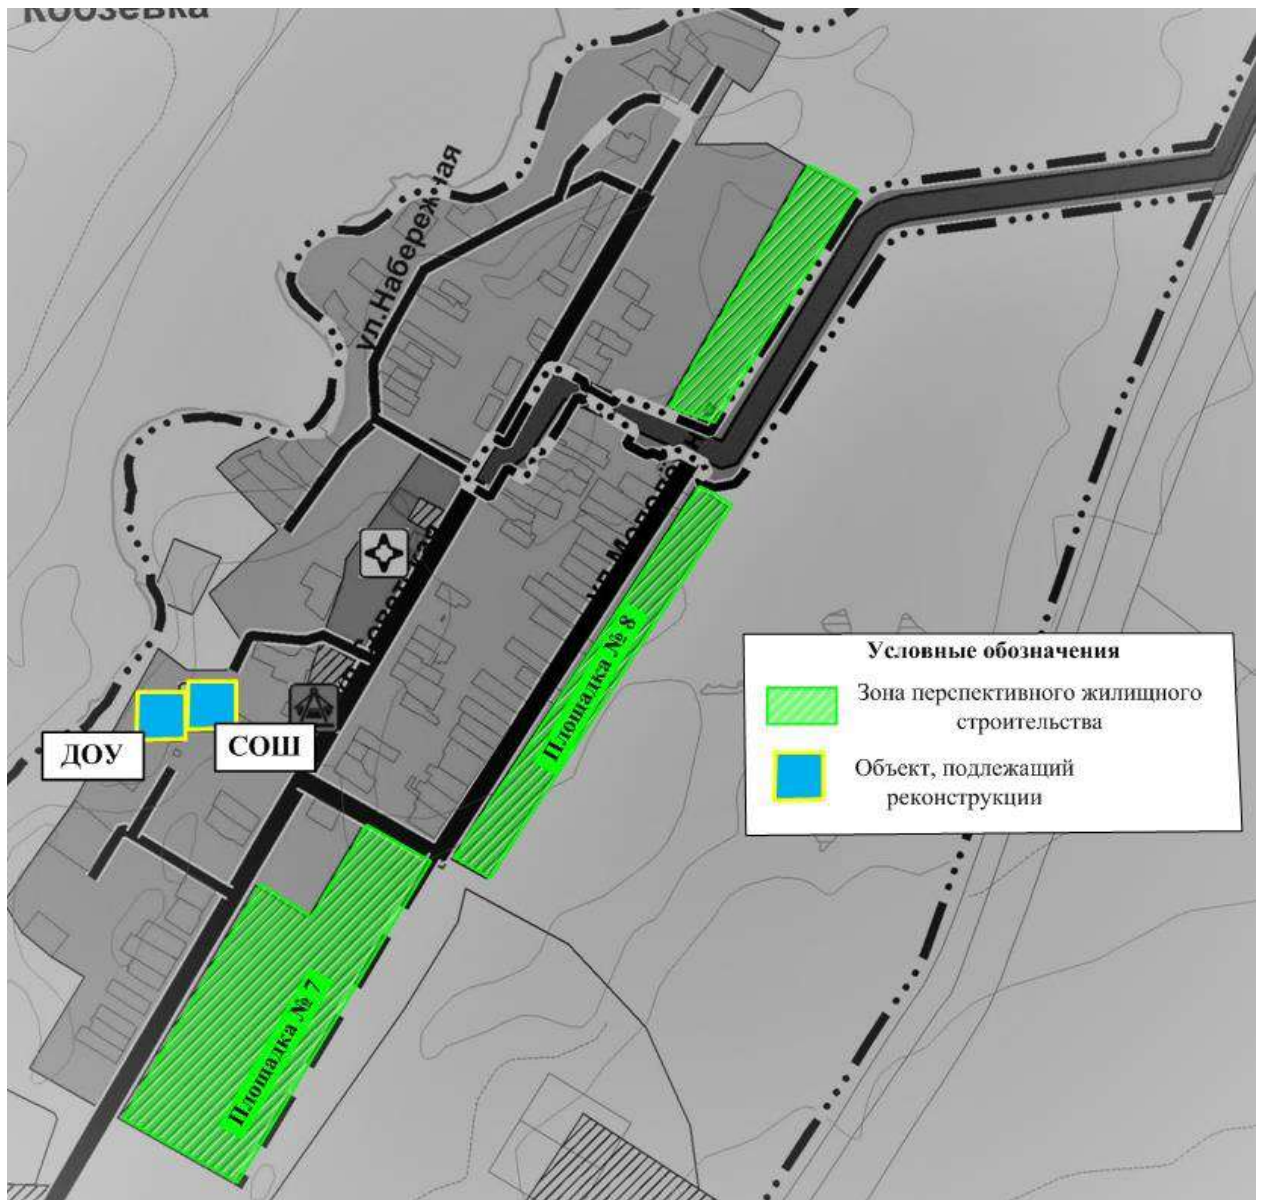 ул.Набережная
Площадка № 8
Условные обозначения
Зона перспективного жилищного
строительства
Объект, подлежащий
реконструкции
ДОУ
СОШ
Площадка № 7